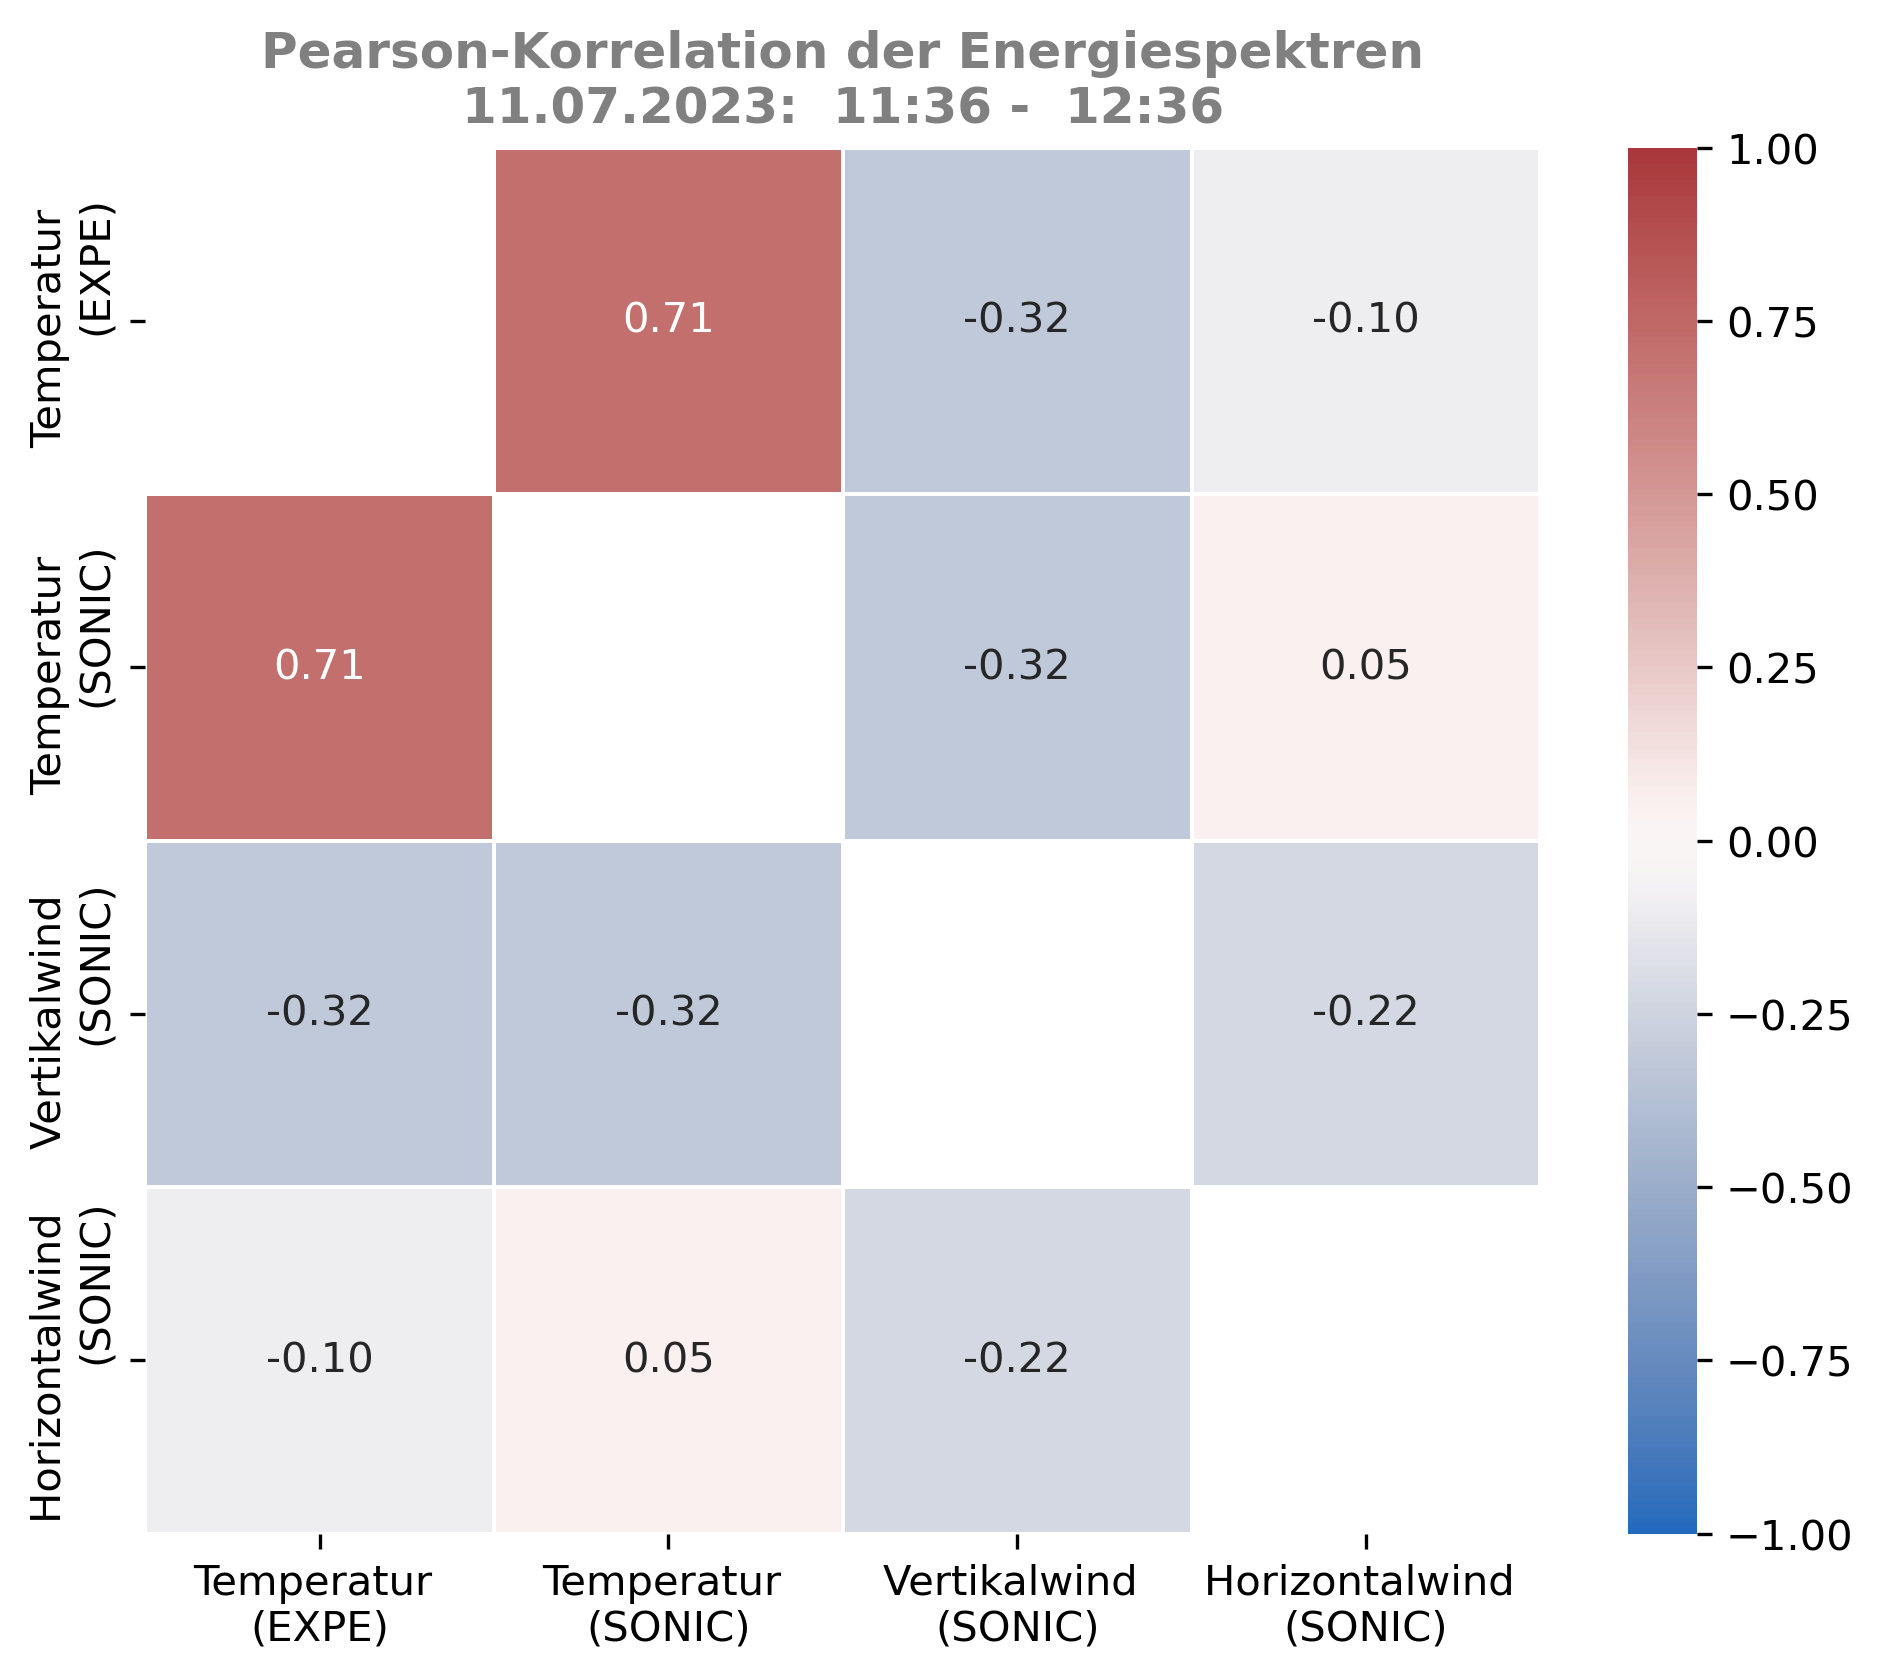 Pearson-Korrelation der Energiespektren
11.07.2023:  11:36 -  12:36
Temperatur
(EXPE)
0.71
-0.32
-0.10
Temperatur
(SONIC)
0.71
-0.32
0.05
Vertikalwind
(SONIC)
-0.32
-0.32
-0.22
Horizontalwind
(SONIC)
-0.10
0.05
-0.22
Temperatur
(EXPE)
Temperatur
(SONIC)
Vertikalwind
(SONIC)
Horizontalwind
(SONIC)
1.00
0.75
0.50
0.25
0.00
−0.25
−0.50
−0.75
−1.00